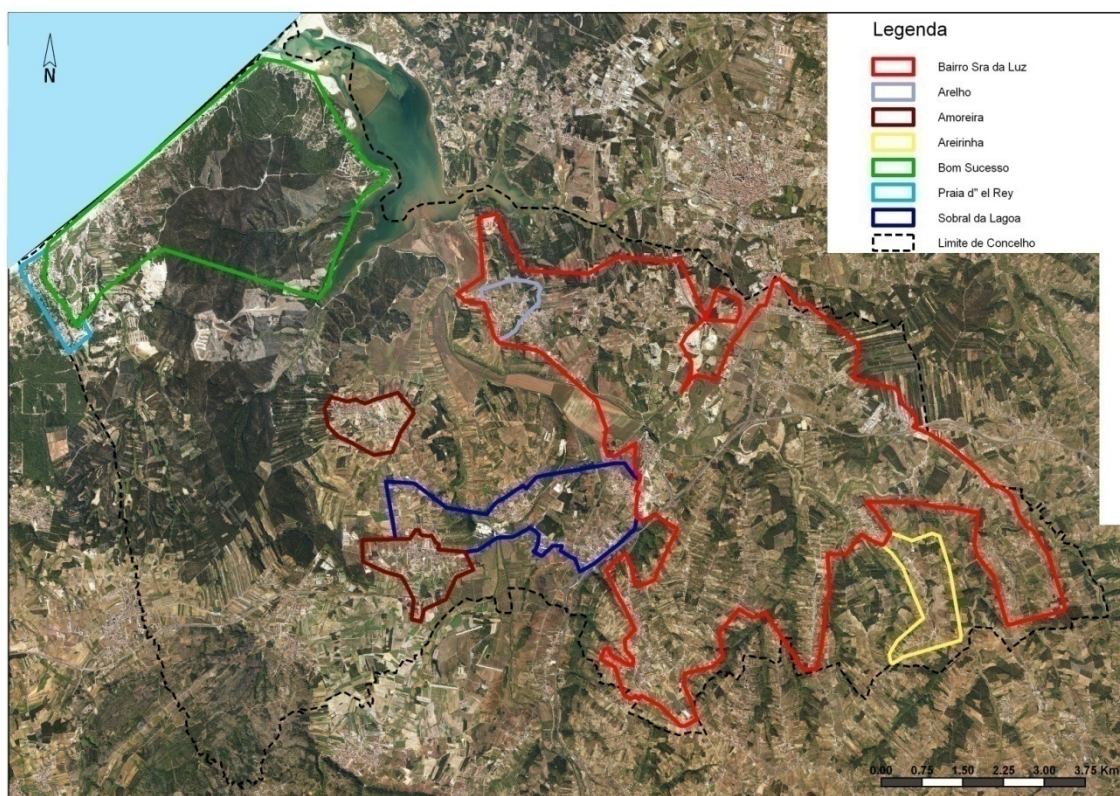 N
Legenda
Bairro Sra da Luz
Arelho
Amoreira
Areirinha
Bom Sucesso
Praia d" el Rey
Sobral da Lagoa
Limite de Concelho
0.00 0.75 1.50 2.25 3.00 3.75 Km